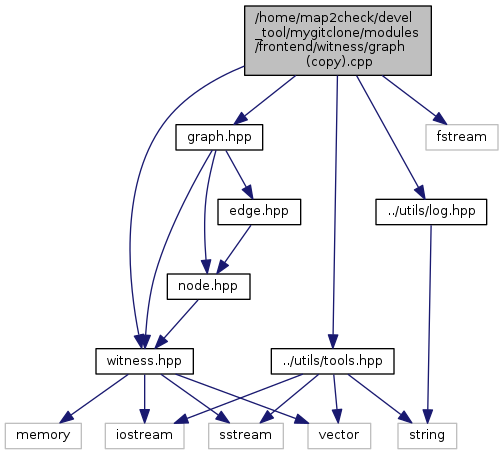 /home/map2check/devel
_tool/mygitclone/modules
/frontend/witness/graph
(copy).cpp
graph.hpp
fstream
edge.hpp
../utils/log.hpp
node.hpp
witness.hpp
../utils/tools.hpp
memory
iostream
sstream
vector
string